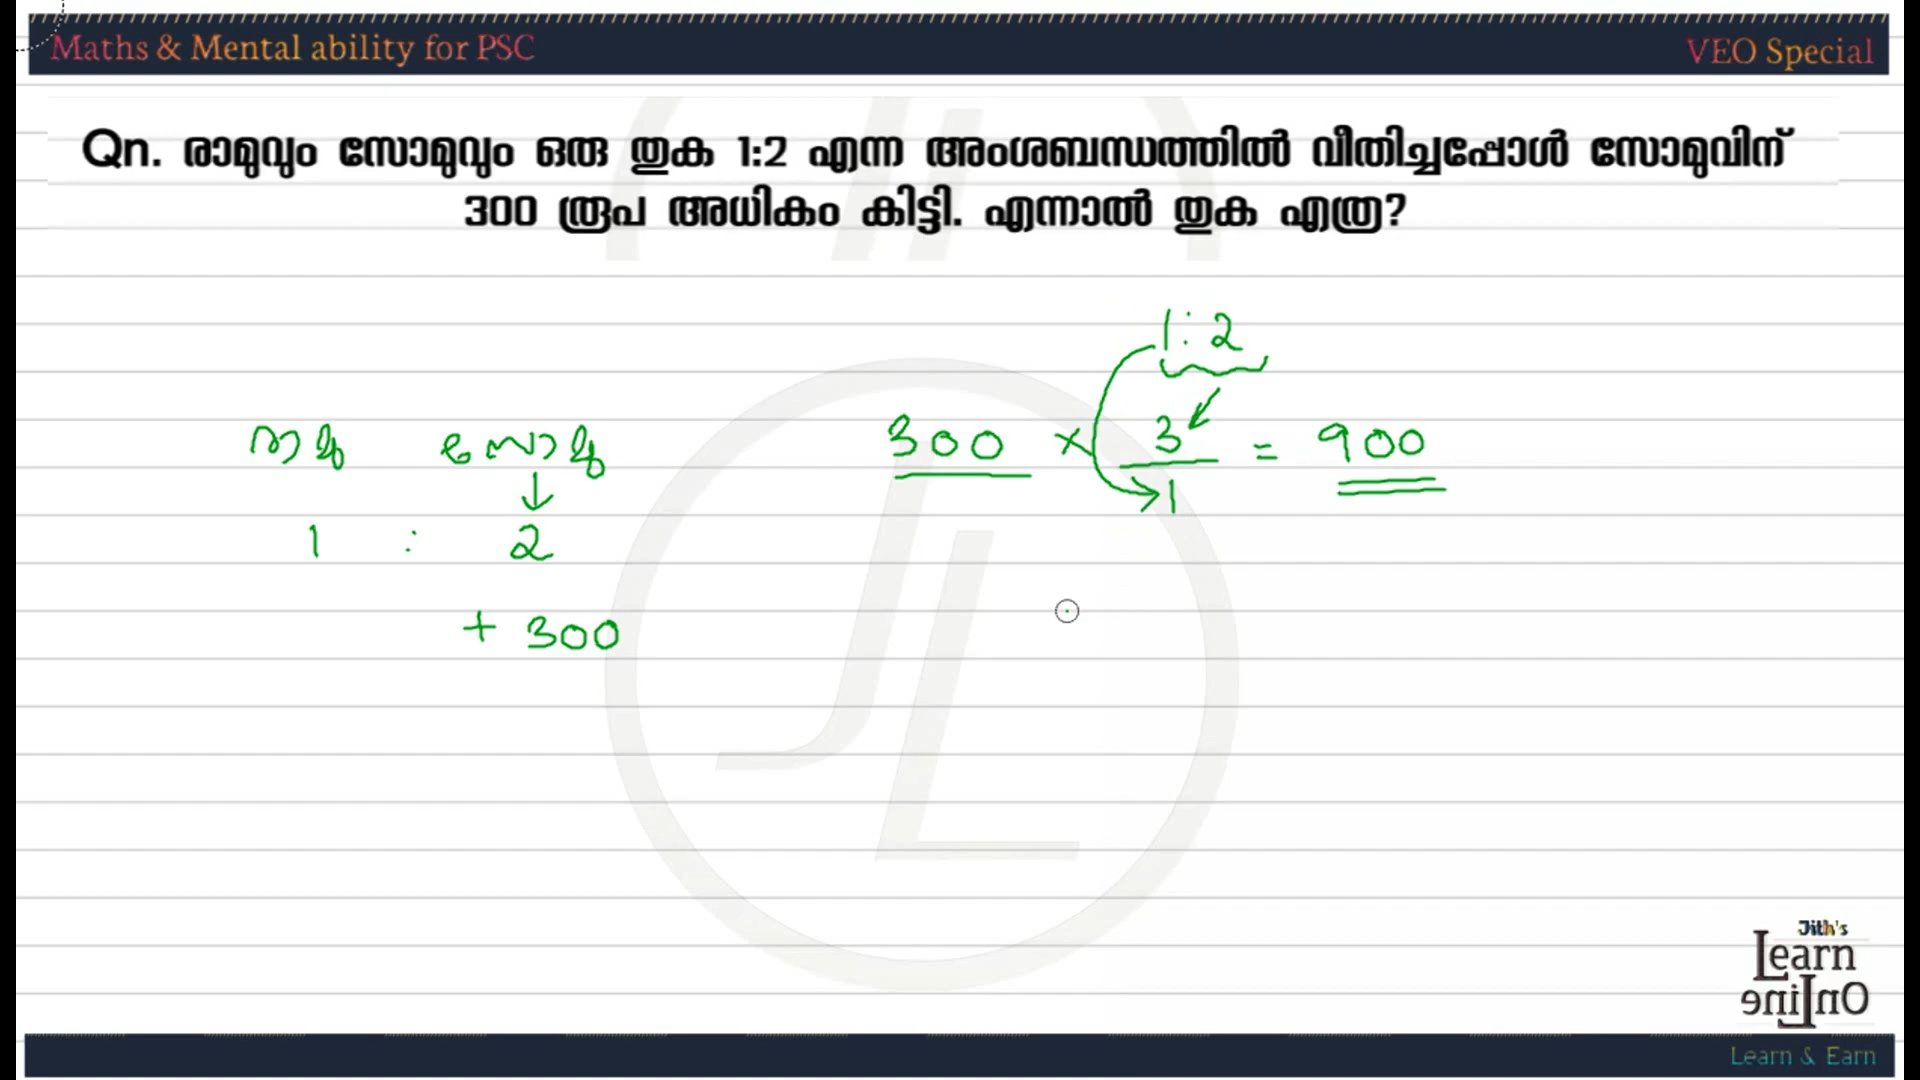 Maths & Mental ability for PSC
VEO Special
Qn. രാമുവും സോമുവും ഒരു തുക 1:2 എന്ന അംശബന്ധത്തിൽ വീതിച്ചപ്പോൾ സോമുവിന്
300 രൂപ അധികം കിട്ടി. എന്നാൽ തുക എത്ര?
1:2
രാമു സോമു
300 × 3/1 = 900
1 : 2
+ 300
JL
Jith's
Learn
OnLine
Learn & Earn